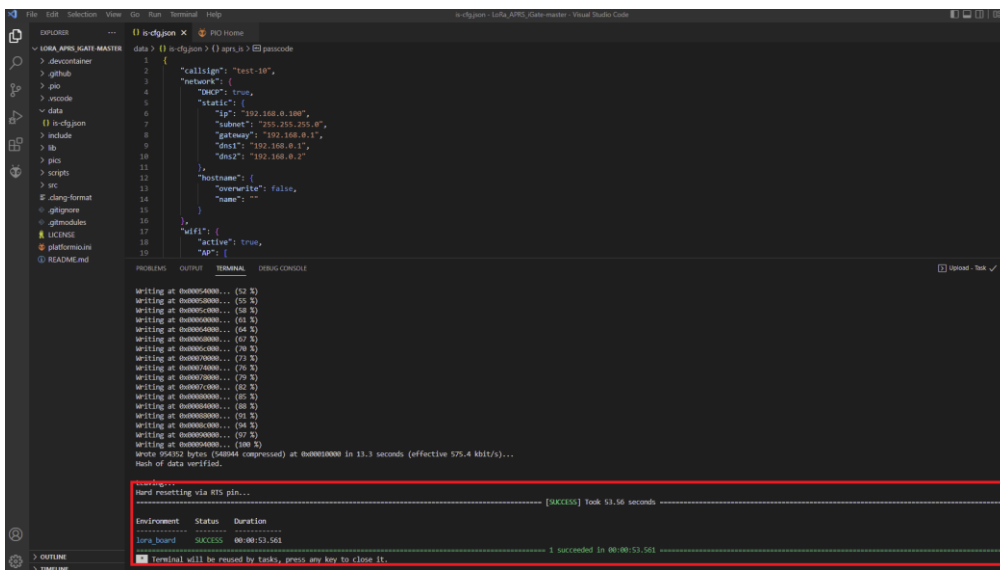 File Edit Selection View Go Run Terminal Help
is-cfg.json - LoRa_APRS_iGate-master - Visual Studio Code
EXPLORER ...
LORA_APRS_IGATE-MASTER
> .devcontainer
> .github
> .pio
> .vscode
data
{} is-cfg.json
> include
> lib
> pics
> scripts
> src
.clang-format
.gitignore
.gitmodules
LICENSE
platformio.ini
README.md
> OUTLINE
> TIMELINE
{} is-cfg.json X PIO Home
data > {} is-cfg.json > {} aprs_is > passcode
1 {
2 "callsign": "test-10",
3 "network": {
4 "DHCP": true,
5 "static": {
6 "ip": "192.168.0.100",
7 "subnet": "255.255.255.0",
8 "gateway": "192.168.0.1",
9 "dns1": "192.168.0.1",
10 "dns2": "192.168.0.2"
11 },
12 "hostname": {
13 "overwrite": false,
14 "name": ""
15 }
16 },
17 "wifi": {
18 "active": true,
19 "AP": [
PROBLEMS OUTPUT TERMINAL DEBUG CONSOLE
Upload - Task ✓
Writing at 0x00054000... (52 %)
Writing at 0x00058000... (55 %)
Writing at 0x0005c000... (58 %)
Writing at 0x00060000... (61 %)
Writing at 0x00064000... (64 %)
Writing at 0x00068000... (67 %)
Writing at 0x0006c000... (70 %)
Writing at 0x00070000... (73 %)
Writing at 0x00074000... (76 %)
Writing at 0x00078000... (79 %)
Writing at 0x0007c000... (82 %)
Writing at 0x00080000... (85 %)
Writing at 0x00084000... (88 %)
Writing at 0x00088000... (91 %)
Writing at 0x0008c000... (94 %)
Writing at 0x00090000... (97 %)
Writing at 0x00094000... (100 %)
Wrote 954352 bytes (548944 compressed) at 0x00010000 in 13.3 seconds (effective 575.4 kbit/s)...
Hash of data verified.
Leaving...
Hard resetting via RTS pin...
[SUCCESS] Took 53.56 seconds
Environment Status Duration
lora_board SUCCESS 00:00:53.561
1 succeeded in 00:00:53.561
* Terminal will be reused by tasks, press any key to close it.